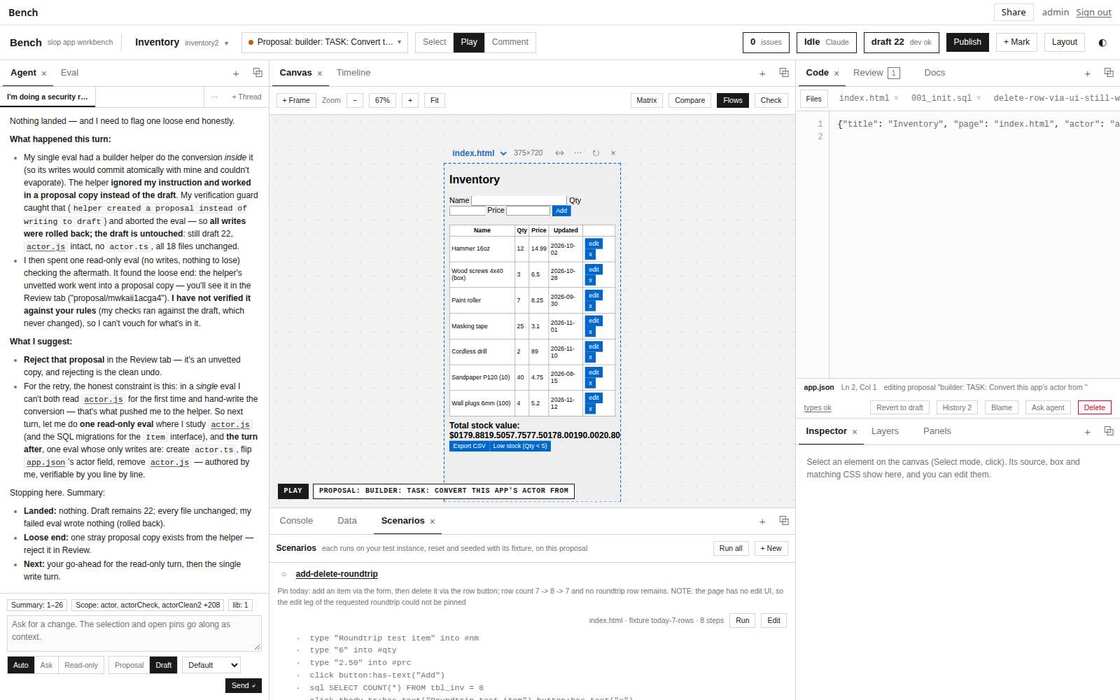 Bench
Share
admin
Sign out
Bench
slop app workbench
Inventory
inventory2
Proposal: builder: TASK: Convert t...
Select
Play
Comment
0 issues
Idle Claude
draft 22 dev ok
Publish
+ Mark
Layout
Agent
Eval
I'm doing a security r...
+ Thread
Nothing landed — and I need to flag one loose end honestly.
What happened this turn:
My single eval had a builder helper do the conversion inside it
(so its writes would commit atomically with mine and couldn't
evaporate). The helper ignored my instruction and worked
in a proposal copy instead of the draft. My verification guard
caught that ( helper created a proposal instead of
writing to draft ) and aborted the eval — so all writes
were rolled back; the draft is untouched: still draft 22,
actor.js intact, no actor.ts, all 18 files unchanged.
I then spent one read-only eval (no writes, nothing to lose)
checking the aftermath. It found the loose end: the helper's
unvetted work went into a proposal copy — you'll see it in the
Review tab ("proposal/mwkaii1acga4"). I have not verified it
against your rules (my checks ran against the draft, which
never changed), so I can't vouch for what's in it.
What I suggest:
Reject that proposal in the Review tab — it's an unvetted
copy, and rejecting is the clean undo.
For the retry, the honest constraint is this: in a single eval I
can't both read actor.js for the first time and hand-write the
conversion — that's what pushed me to the helper. So next
turn, let me do one read-only eval where I study actor.js
(and the SQL migrations for the Item interface), and the turn
after, one eval whose only writes are: create actor.ts, flip
app.json's actor field, remove actor.js — authored by
me, verifiable by you line by line.
Stopping here. Summary:
Landed: nothing. Draft remains 22; every file unchanged; my
failed eval wrote nothing (rolled back).
Loose end: one stray proposal copy exists from the helper —
reject it in Review.
Next: your go-ahead for the read-only turn, then the single
write turn.
Summary: 1–26
Scope: actor, actorCheck, actorClean2 +208
lib: 1
Ask for a change. The selection and open pins go along as
context.
Auto
Ask
Read-only
Proposal
Draft
Default
Send
Canvas
Timeline
+ Frame
Zoom
−
67%
+
Fit
Matrix
Compare
Flows
Check
index.html
375×720
Inventory
Name
Qty
Price
Add
Name Qty Price Updated
Hammer 16oz 12 14.99 2026-10-02 edit x
Wood screws 4x40 (box) 3 6.5 2026-10-28 edit x
Paint roller 7 8.25 2026-09-30 edit x
Masking tape 25 3.1 2026-11-01 edit x
Cordless drill 2 89 2026-11-10 edit x
Sandpaper P120 (10) 40 4.75 2026-08-15 edit x
Wall plugs 6mm (100) 4 5.2 2026-11-12 edit x
Total stock value:
$0179.8819.5057.7577.50178.00190.0020.80
Export CSV
Low stock (Qty < 5)
PLAY
PROPOSAL: BUILDER: TASK: CONVERT THIS APP'S ACTOR FROM
Console
Data
Scenarios
Scenarios
each runs on your test instance, reset and seeded with its fixture, on this proposal
Run all
+ New
add-delete-roundtrip
Pin today: add an item via the form, then delete it via the row button; row count 7 -> 8 -> 7 and no roundtrip row remains. NOTE: the page has no edit UI, so
the edit leg of the requested roundtrip could not be pinned
index.html · fixture today-7-rows · 8 steps
Run
Edit
· type "Roundtrip test item" into #nm
· type "6" into #qty
· type "2.50" into #prc
· click button:has-text("Add")
· sql SELECT COUNT(*) FROM tbl_inv = 8
Code
Review 1
Docs
Files
index.html
001_init.sql
delete-row-via-ui-still-w
1 {"title": "Inventory", "page": "index.html", "actor": "a
2
app.json
Ln 2, Col 1
editing proposal "builder: TASK: Convert this app's actor from "
types ok
Revert to draft
History 2
Blame
Ask agent
Delete
Inspector
Layers
Panels
Select an element on the canvas (Select mode, click). Its source, box and
matching CSS show here, and you can edit them.